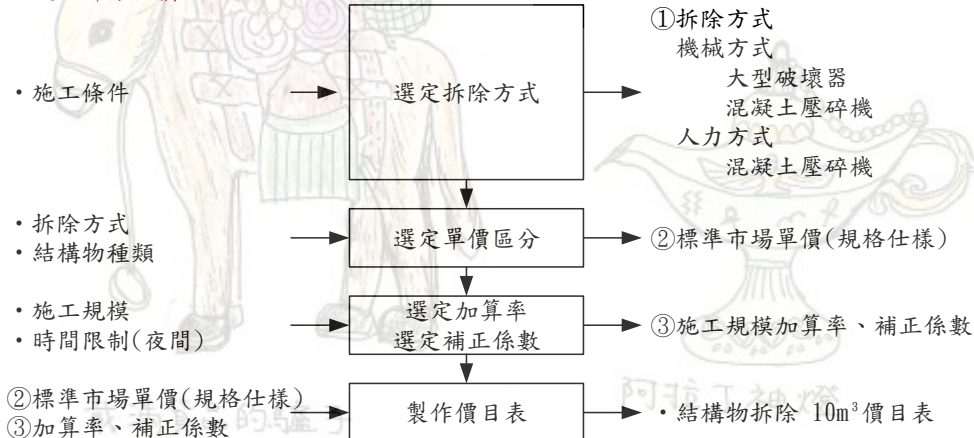 ・施工條件
選定拆除方式
①拆除方式
機械方式
大型破壞器
混凝土壓碎機
人力方式
混凝土壓碎機
・拆除方式
・結構物種類
選定單價區分
②標準市場單價(規格仕樣)
・施工規模
・時間限制(夜間)
選定加算率
選定補正係數
③施工規模加算率、補正係數
②標準市場單價(規格仕樣)
③加算率、補正係數
製作價目表
・結構物拆除 10m³價目表